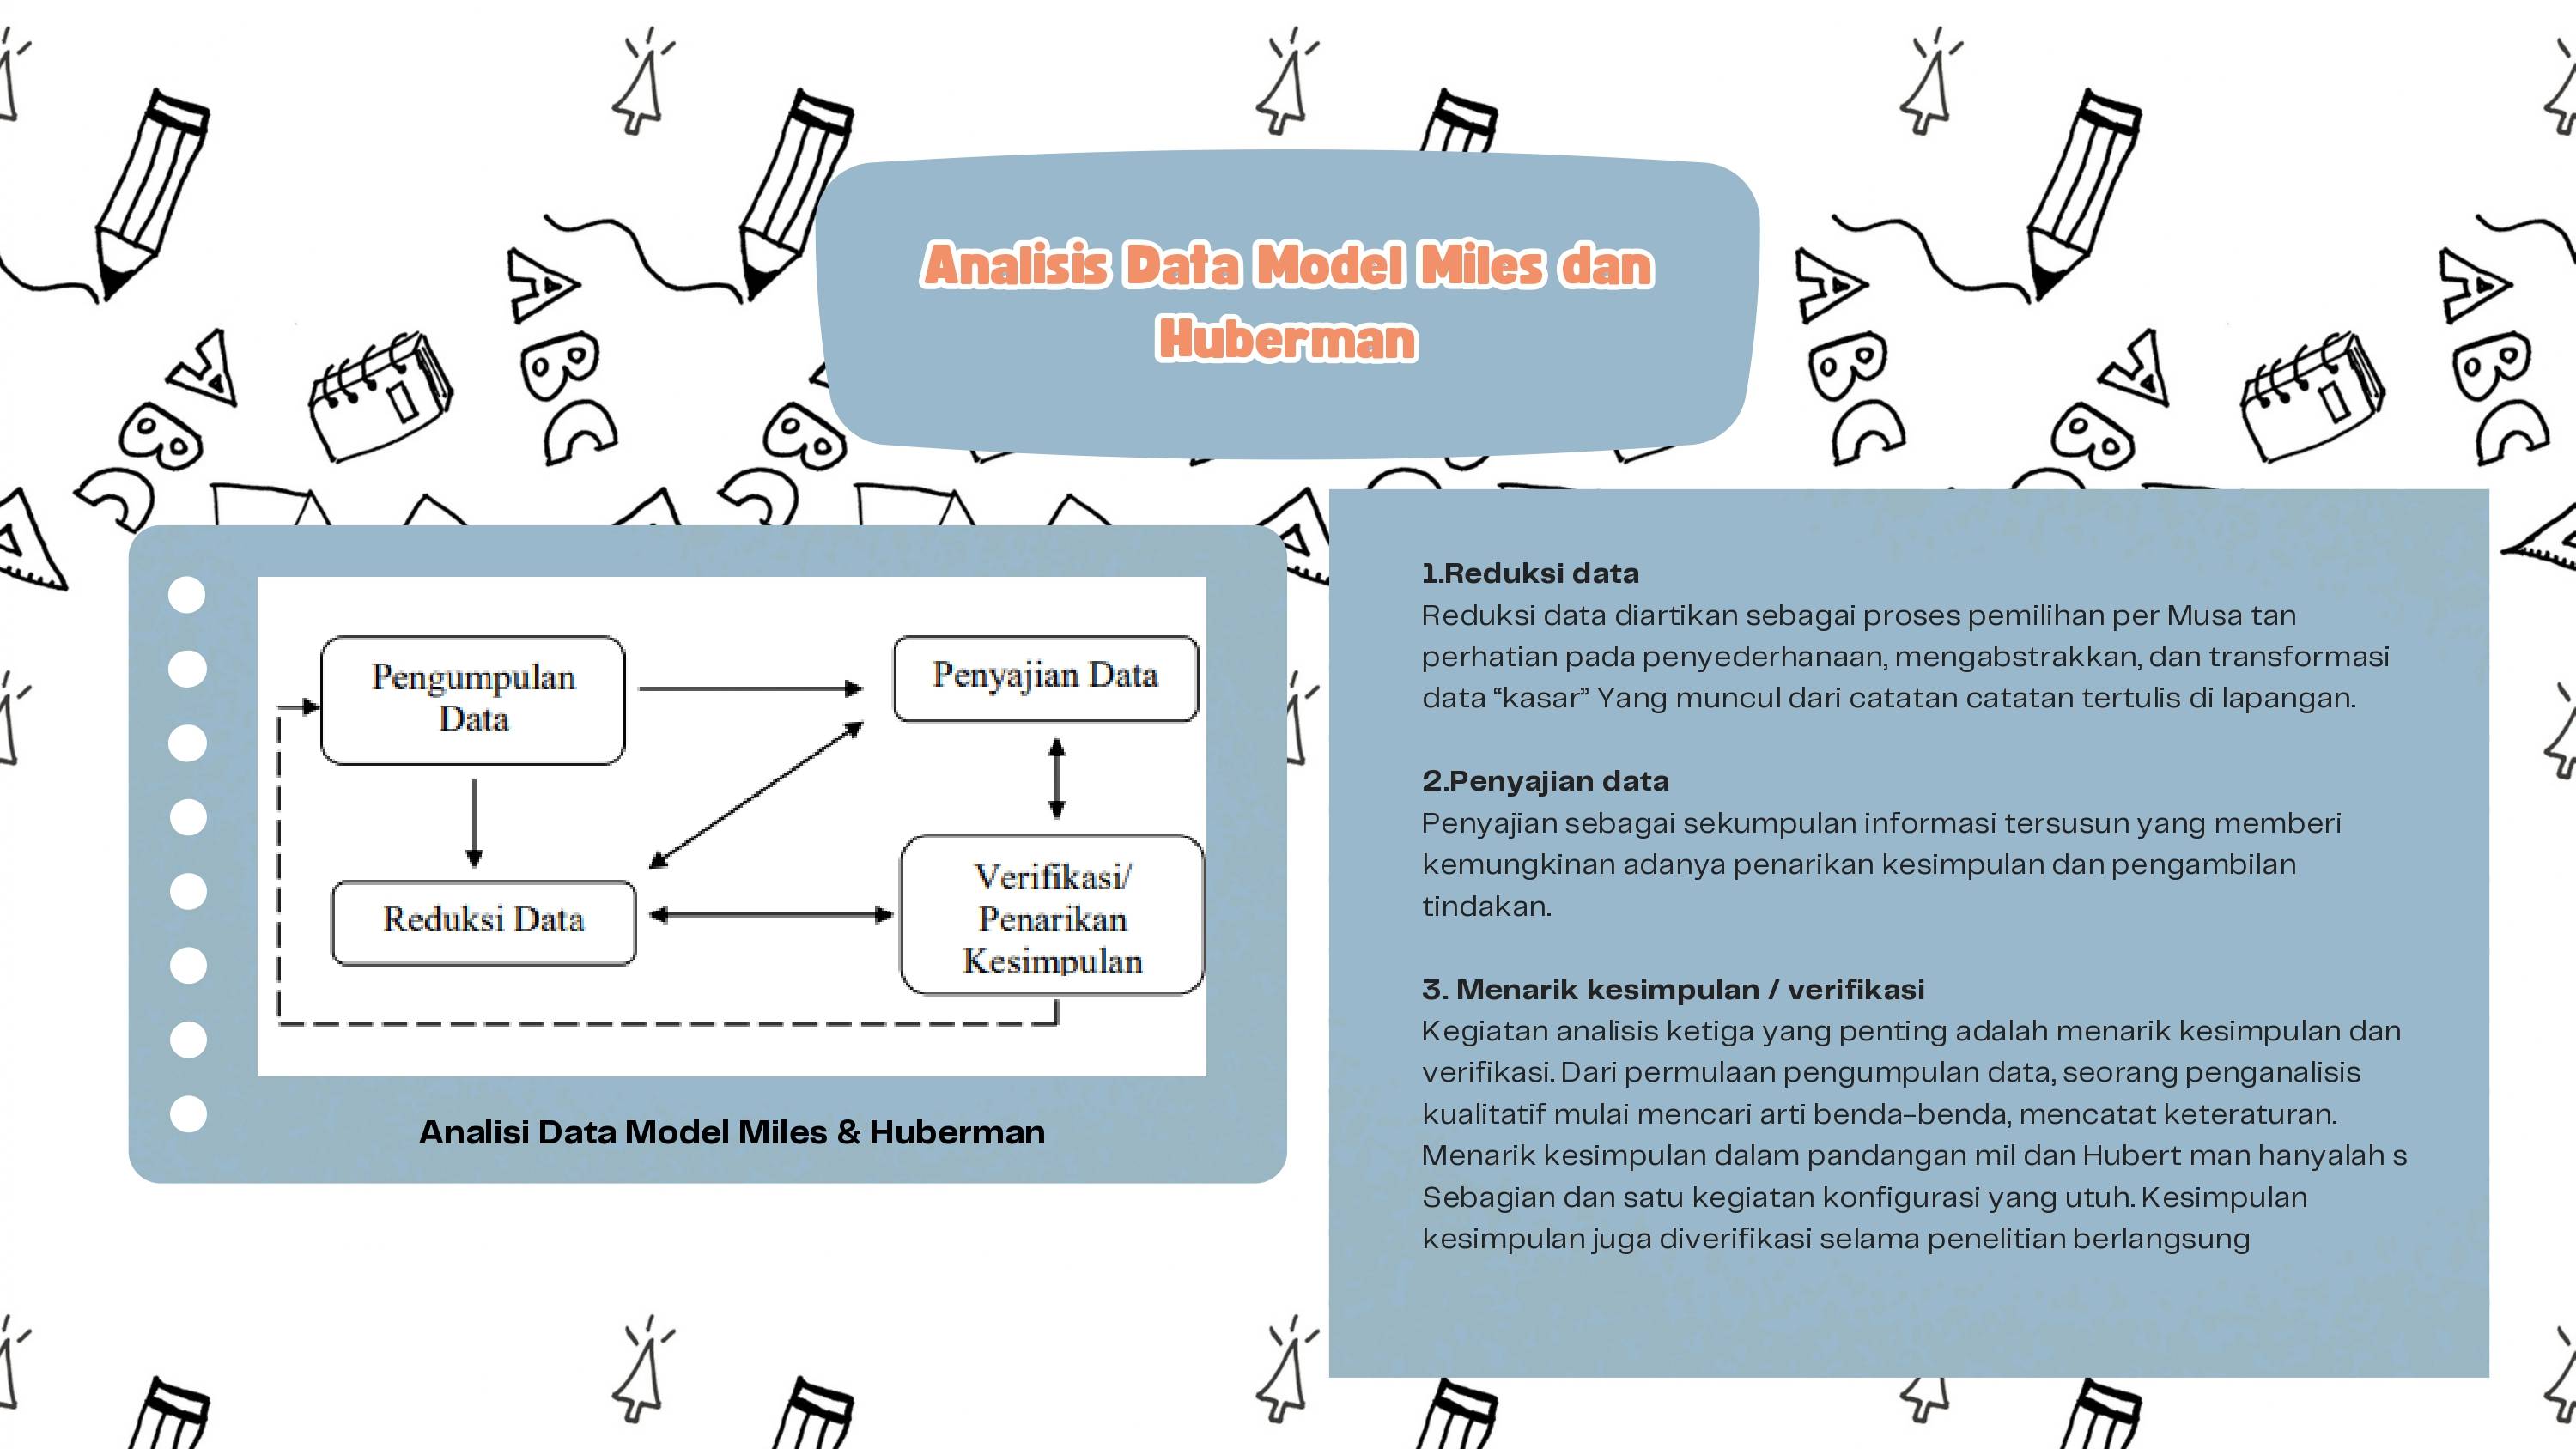 Analisis Data Model Miles dan
Huberman
Pengumpulan
Data
Penyajian Data
Reduksi Data
Verifikasi/
Penarikan
Kesimpulan
Analisi Data Model Miles & Huberman
1.Reduksi data
Reduksi data diartikan sebagai proses pemilihan per Musa tan
perhatian pada penyederhanaan, mengabstrakkan, dan transformasi
data “kasar” Yang muncul dari catatan catatan tertulis di lapangan.
2.Penyajian data
Penyajian sebagai sekumpulan informasi tersusun yang memberi
kemungkinan adanya penarikan kesimpulan dan pengambilan
tindakan.
3. Menarik kesimpulan / verifikasi
Kegiatan analisis ketiga yang penting adalah menarik kesimpulan dan
verifikasi. Dari permulaan pengumpulan data, seorang penganalisis
kualitatif mulai mencari arti benda-benda, mencatat keteraturan.
Menarik kesimpulan dalam pandangan mil dan Hubert man hanyalah s
Sebagian dan satu kegiatan konfigurasi yang utuh. Kesimpulan
kesimpulan juga diverifikasi selama penelitian berlangsung